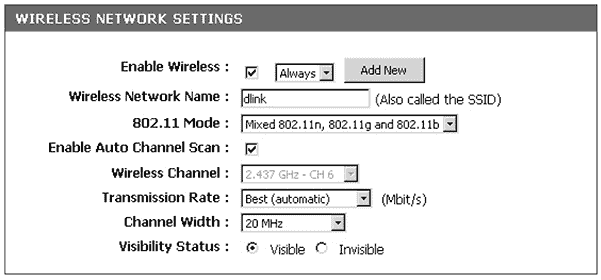 WIRELESS NETWORK SETTINGS
Enable Wireless : Always Add New
Wireless Network Name : dlink (Also called the SSID)
802.11 Mode : Mixed 802.11n, 802.11g and 802.11b
Enable Auto Channel Scan :
Wireless Channel : 2.437 GHz - CH 6
Transmission Rate : Best (automatic) (Mbit/s)
Channel Width : 20 MHz
Visibility Status : Visible Invisible